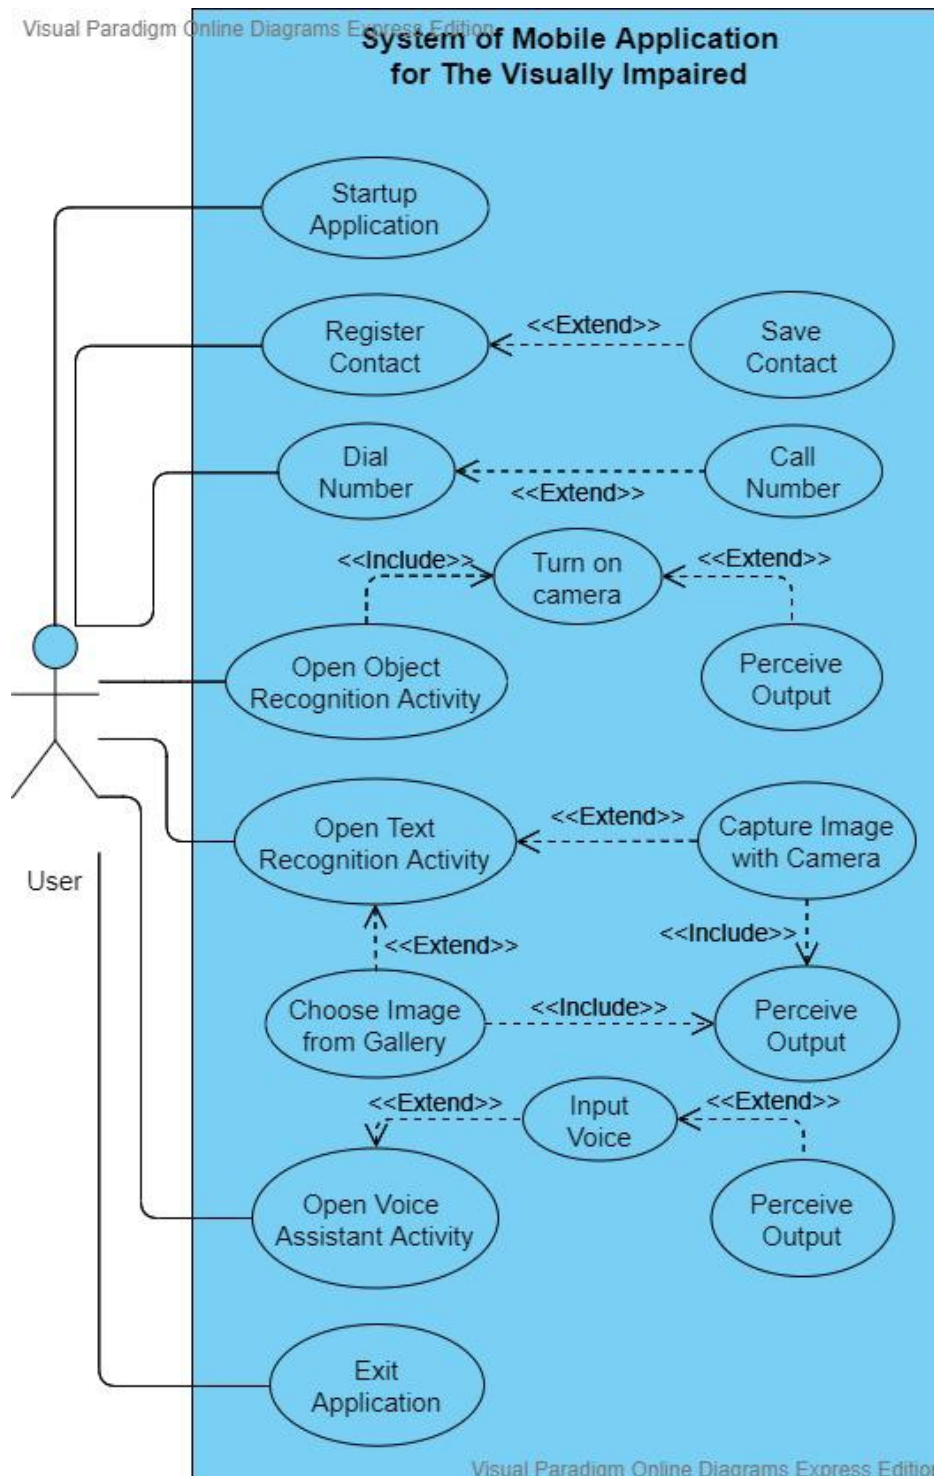 Visual Paradigm Online Diagrams Express Edition
System of Mobile Application
for The Visually Impaired
Startup
Application
Register
Contact
<<Extend>>
Save
Contact
Dial
Number
<<Extend>>
Call
Number
<<Include>>
Turn on
camera
<<Extend>>
Open Object
Recognition Activity
Perceive
Output
Open Text
Recognition Activity
<<Extend>>
Capture Image
with Camera
User
<<Extend>>
<<Include>>
Choose Image
from Gallery
<<Include>>
Perceive
Output
<<Extend>>
Input
Voice
<<Extend>>
Open Voice
Assistant Activity
Perceive
Output
Exit
Application
Visual Paradigm Online Diagrams Express Edition